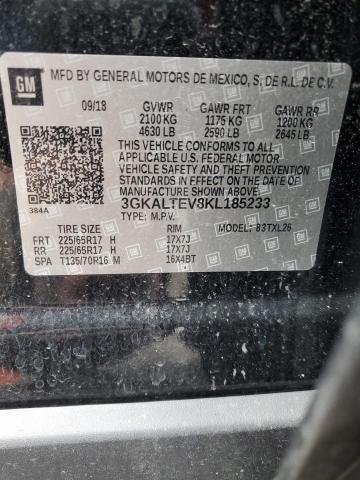 GM MFD BY GENERAL MOTORS DE MEXICO, S. DE R.L. DE C.V.
09/18 GVWR GAWR FRT GAWR RR
2100 KG 1175 KG 1200 KG
4630 LB 2590 LB 2645 LB
THIS VEHICLE CONFORMS TO ALL
APPLICABLE U.S. FEDERAL MOTOR
VEHICLE SAFETY AND THEFT PREVENTION
STANDARDS IN EFFECT ON THE DATE OF
MANUFACTURE SHOWN ABOVE.
384A 3GKALTEV8KL185233
TYPE: M.P.V.
TIRE SIZE RIM MODEL: B3TXL26
FRT 225/65R17 H 17X7J
RR 225/65R17 H 17X7J
SPA T135/70R16 M 16X4BT